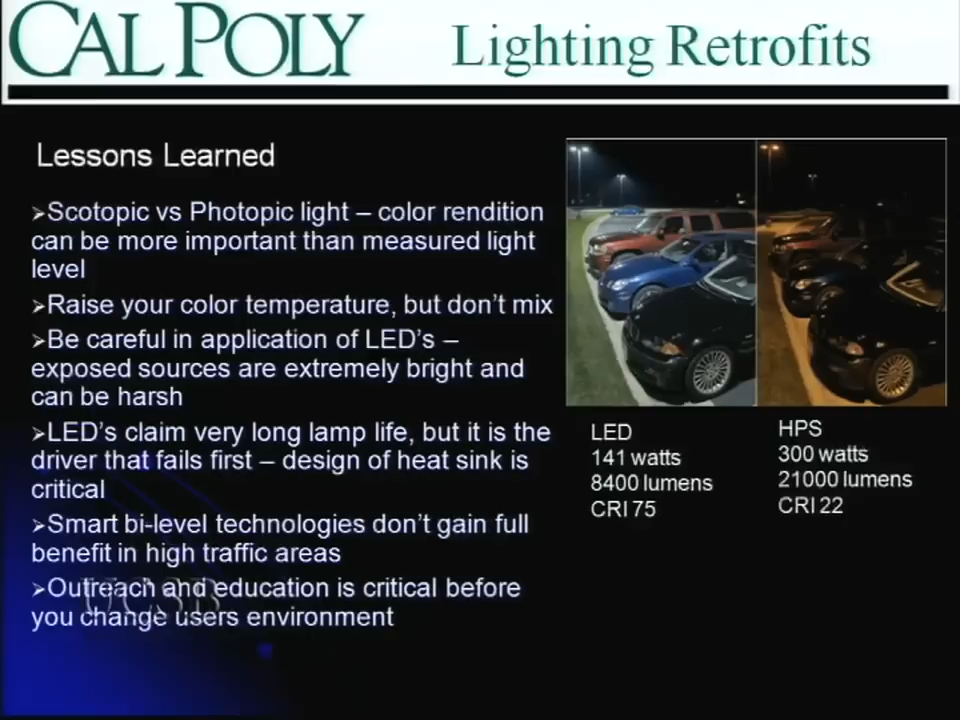 CAL POLY
Lighting Retrofits
Lessons Learned
➢Scotopic vs Photopic light – color rendition
can be more important than measured light
level
➢Raise your color temperature, but don't mix
➢Be careful in application of LED's –
exposed sources are extremely bright and
can be harsh
➢LED's claim very long lamp life, but it is the
driver that fails first – design of heat sink is
critical
➢Smart bi-level technologies don't gain full
benefit in high traffic areas
➢Outreach and education is critical before
you change users environment
UCSB
LED
141 watts
8400 lumens
CRI 75
HPS
300 watts
21000 lumens
CRI 22